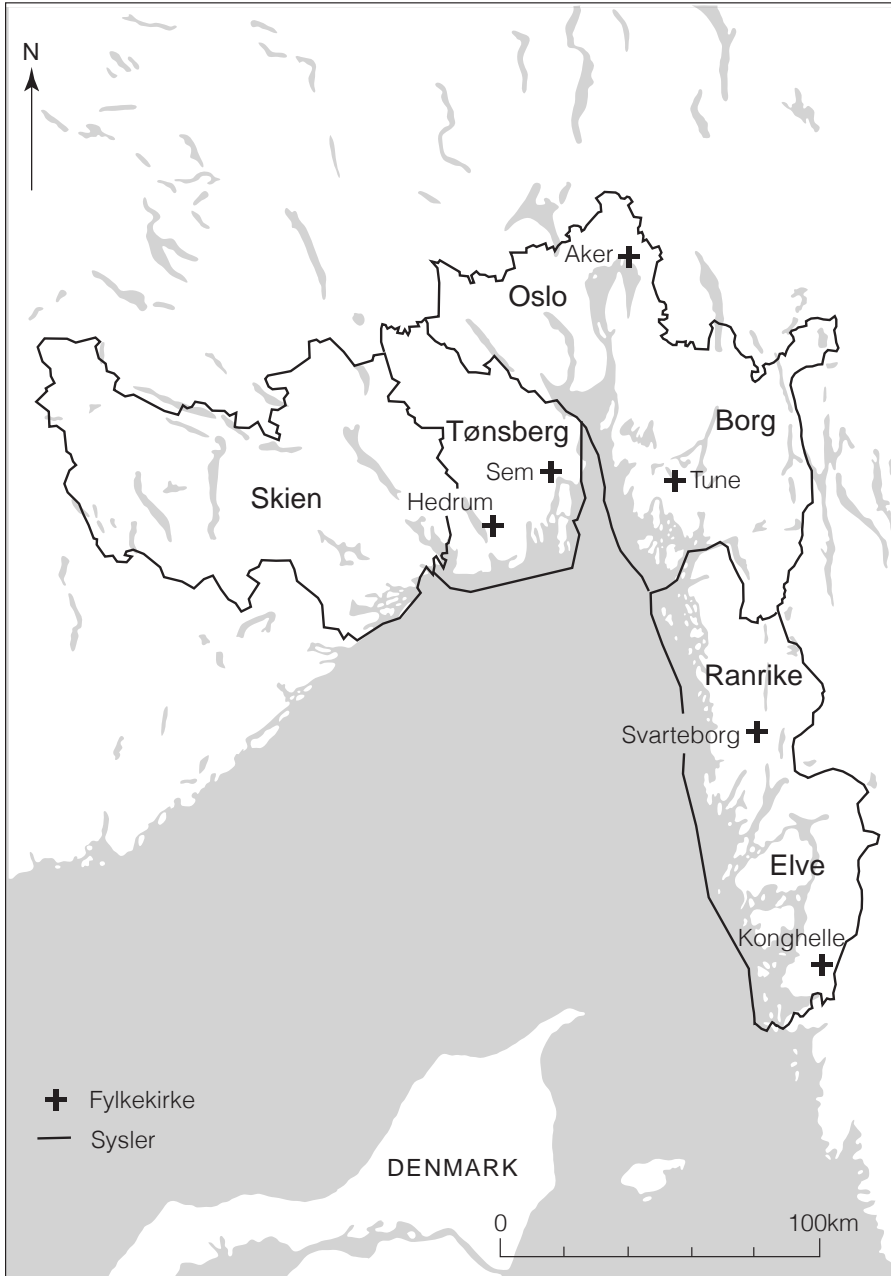 N
Aker
Oslo
Borg
Tønsberg
Sem
Tune
Skien
Hedrum
Ranrike
Svarteborg
Elve
Konghelle
Fylkekirke
Sysler
DENMARK
0
100km